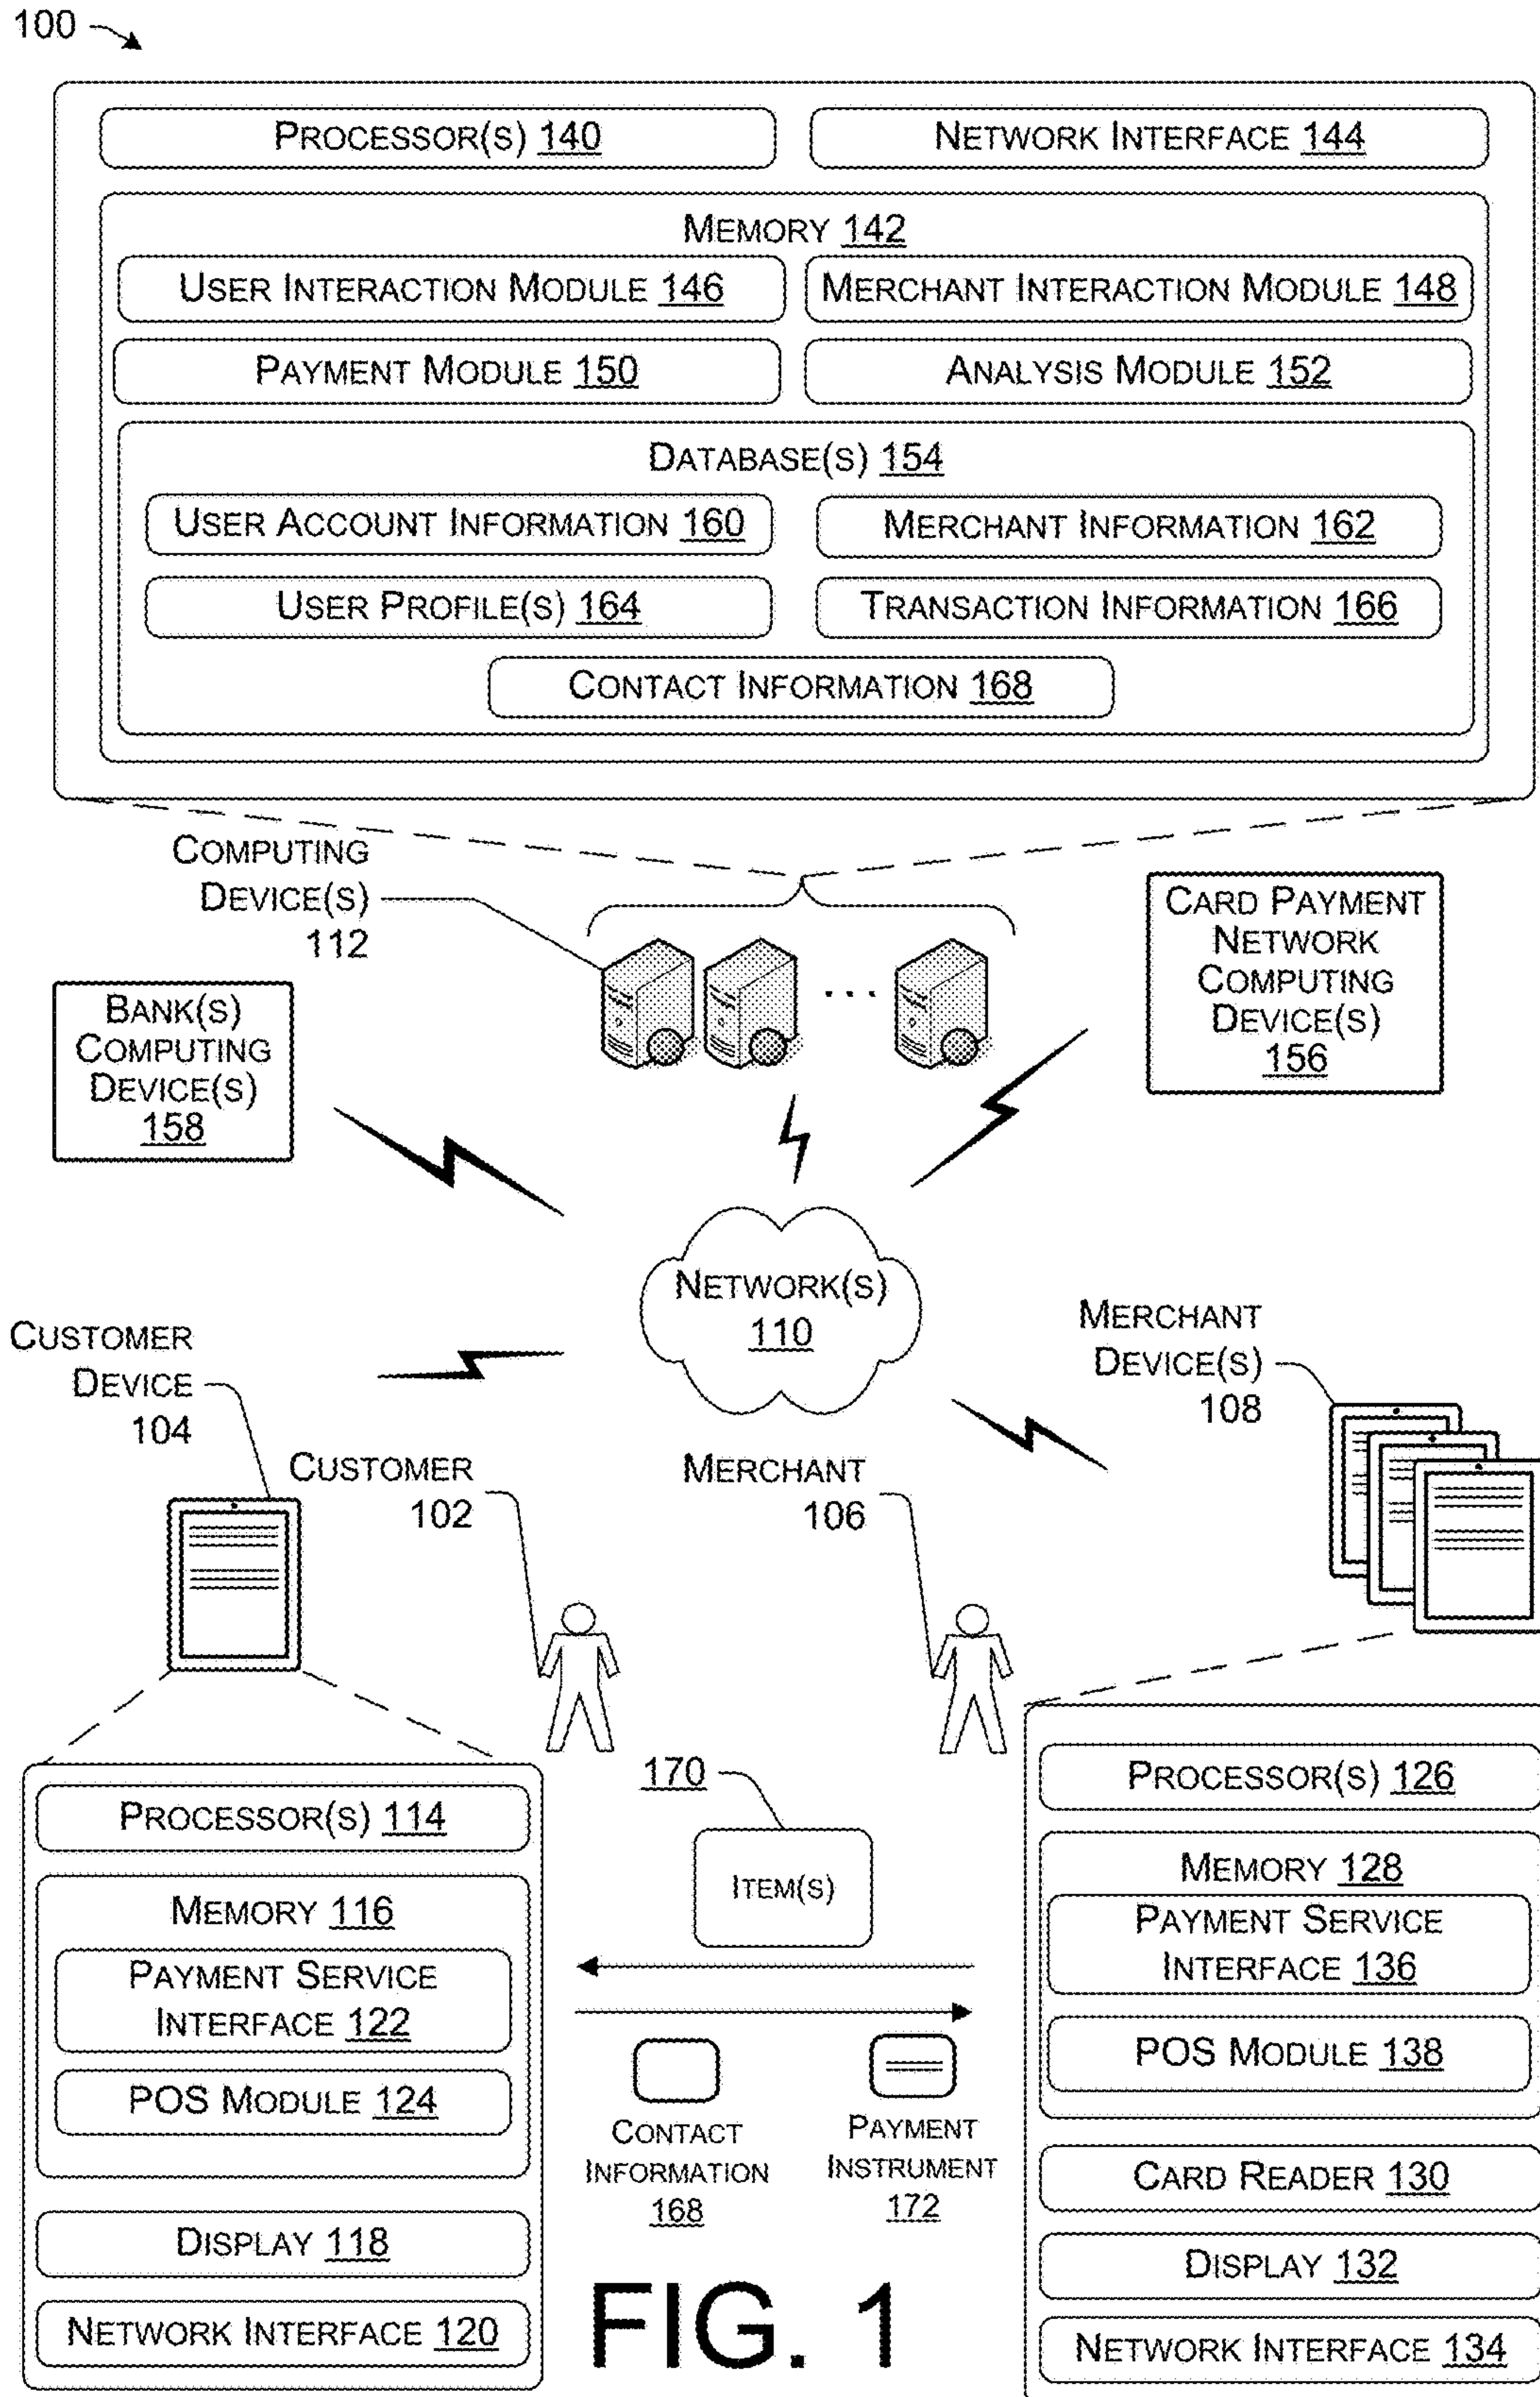 100
PROCESSOR(S) 140
NETWORK INTERFACE 144
MEMORY 142
USER INTERACTION MODULE 146
MERCHANT INTERACTION MODULE 148
PAYMENT MODULE 150
ANALYSIS MODULE 152
DATABASE(S) 154
USER ACCOUNT INFORMATION 160
MERCHANT INFORMATION 162
USER PROFILE(S) 164
TRANSACTION INFORMATION 166
CONTACT INFORMATION 168
COMPUTING
DEVICE(S)
112
CARD PAYMENT
NETWORK
COMPUTING
DEVICE(S)
156
BANK(S)
COMPUTING
DEVICE(S)
158
...
NETWORK(S)
110
CUSTOMER
DEVICE
104
MERCHANT
DEVICE(S)
108
CUSTOMER
102
MERCHANT
106
PROCESSOR(S) 114
MEMORY 116
PAYMENT SERVICE
INTERFACE 122
POS MODULE 124
DISPLAY 118
NETWORK INTERFACE 120
170
ITEM(S)
CONTACT
INFORMATION
168
PAYMENT
INSTRUMENT
172
PROCESSOR(S) 126
MEMORY 128
PAYMENT SERVICE
INTERFACE 136
POS MODULE 138
CARD READER 130
DISPLAY 132
NETWORK INTERFACE 134
FIG. 1